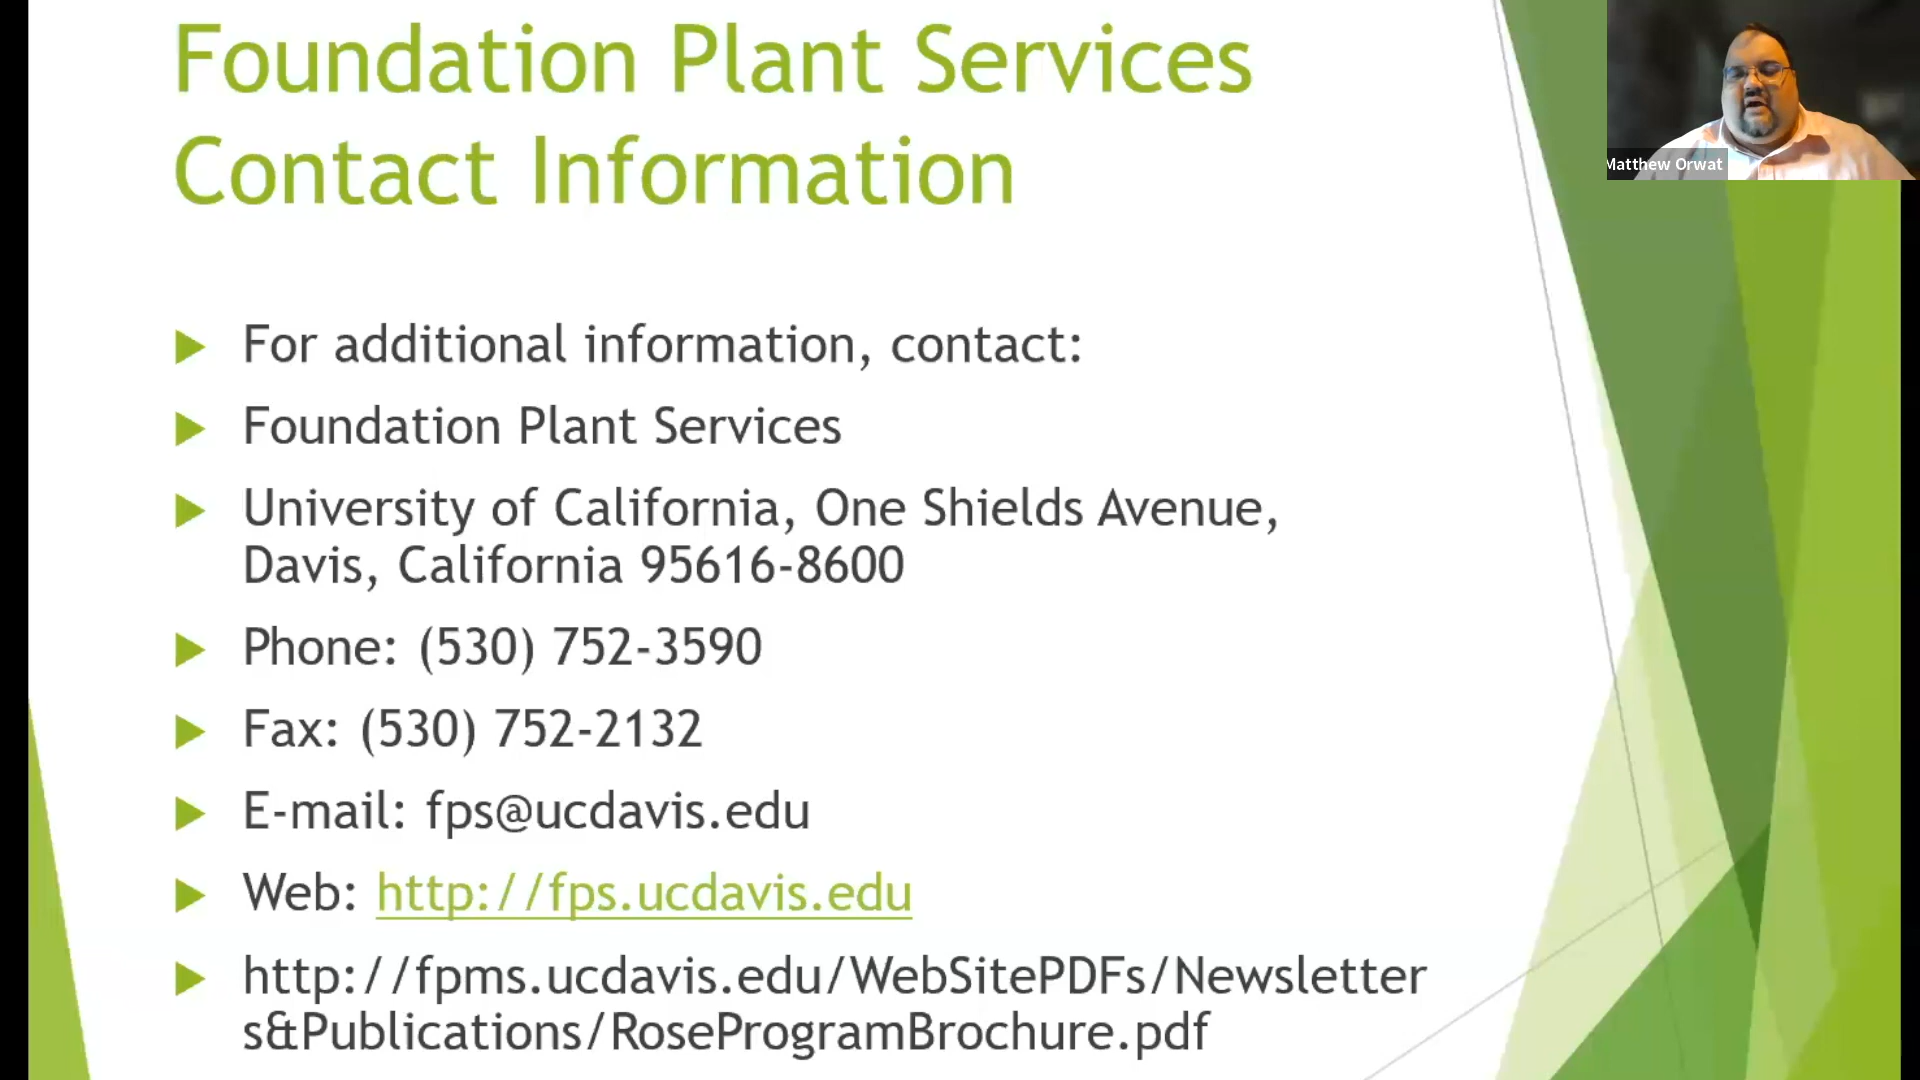 Foundation Plant Services
Contact Information
Matthew Orwat
For additional information, contact:
Foundation Plant Services
University of California, One Shields Avenue,
Davis, California 95616-8600
Phone: (530) 752-3590
Fax: (530) 752-2132
E-mail: fps@ucdavis.edu
Web: http://fps.ucdavis.edu
http://fpms.ucdavis.edu/WebSitePDFs/Newsletter
s&Publications/RoseProgramBrochure.pdf